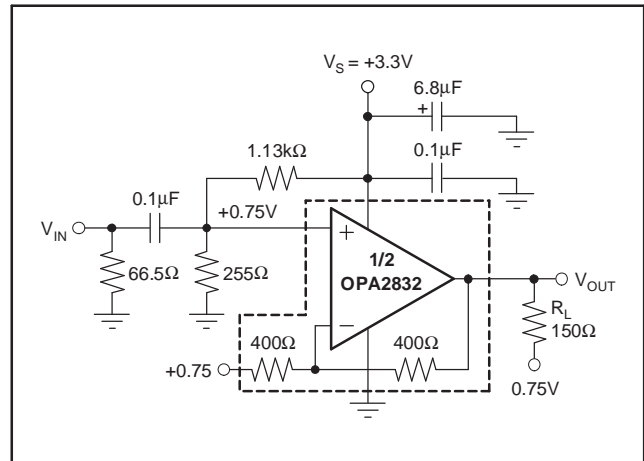 V_S = +3.3V
6.8μF
+
1.13kΩ
0.1μF
0.1μF
+0.75V
V_IN
+
1/2
OPA2832
66.5Ω
255Ω
V_OUT
−
R_L
400Ω
400Ω
150Ω
+0.75
0.75V